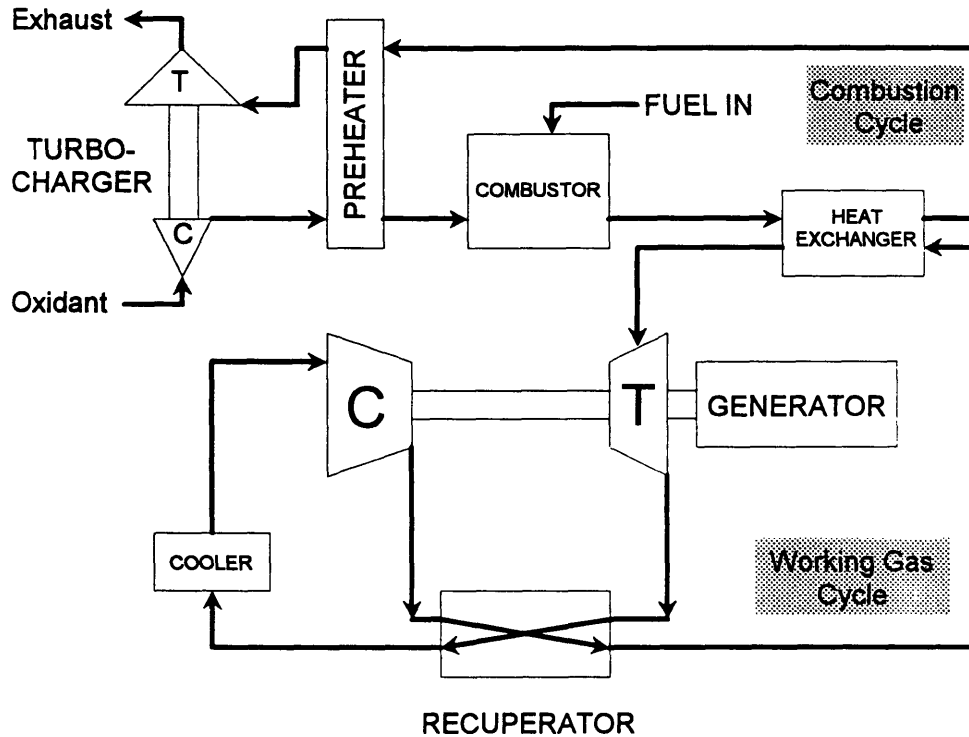 Exhaust
T
PREHEATER
FUEL IN
Combustion
Cycle
TURBO-
CHARGER
COMBUSTOR
HEAT
EXCHANGER
C
Oxidant
C
T
GENERATOR
COOLER
Working Gas
Cycle
RECUPERATOR